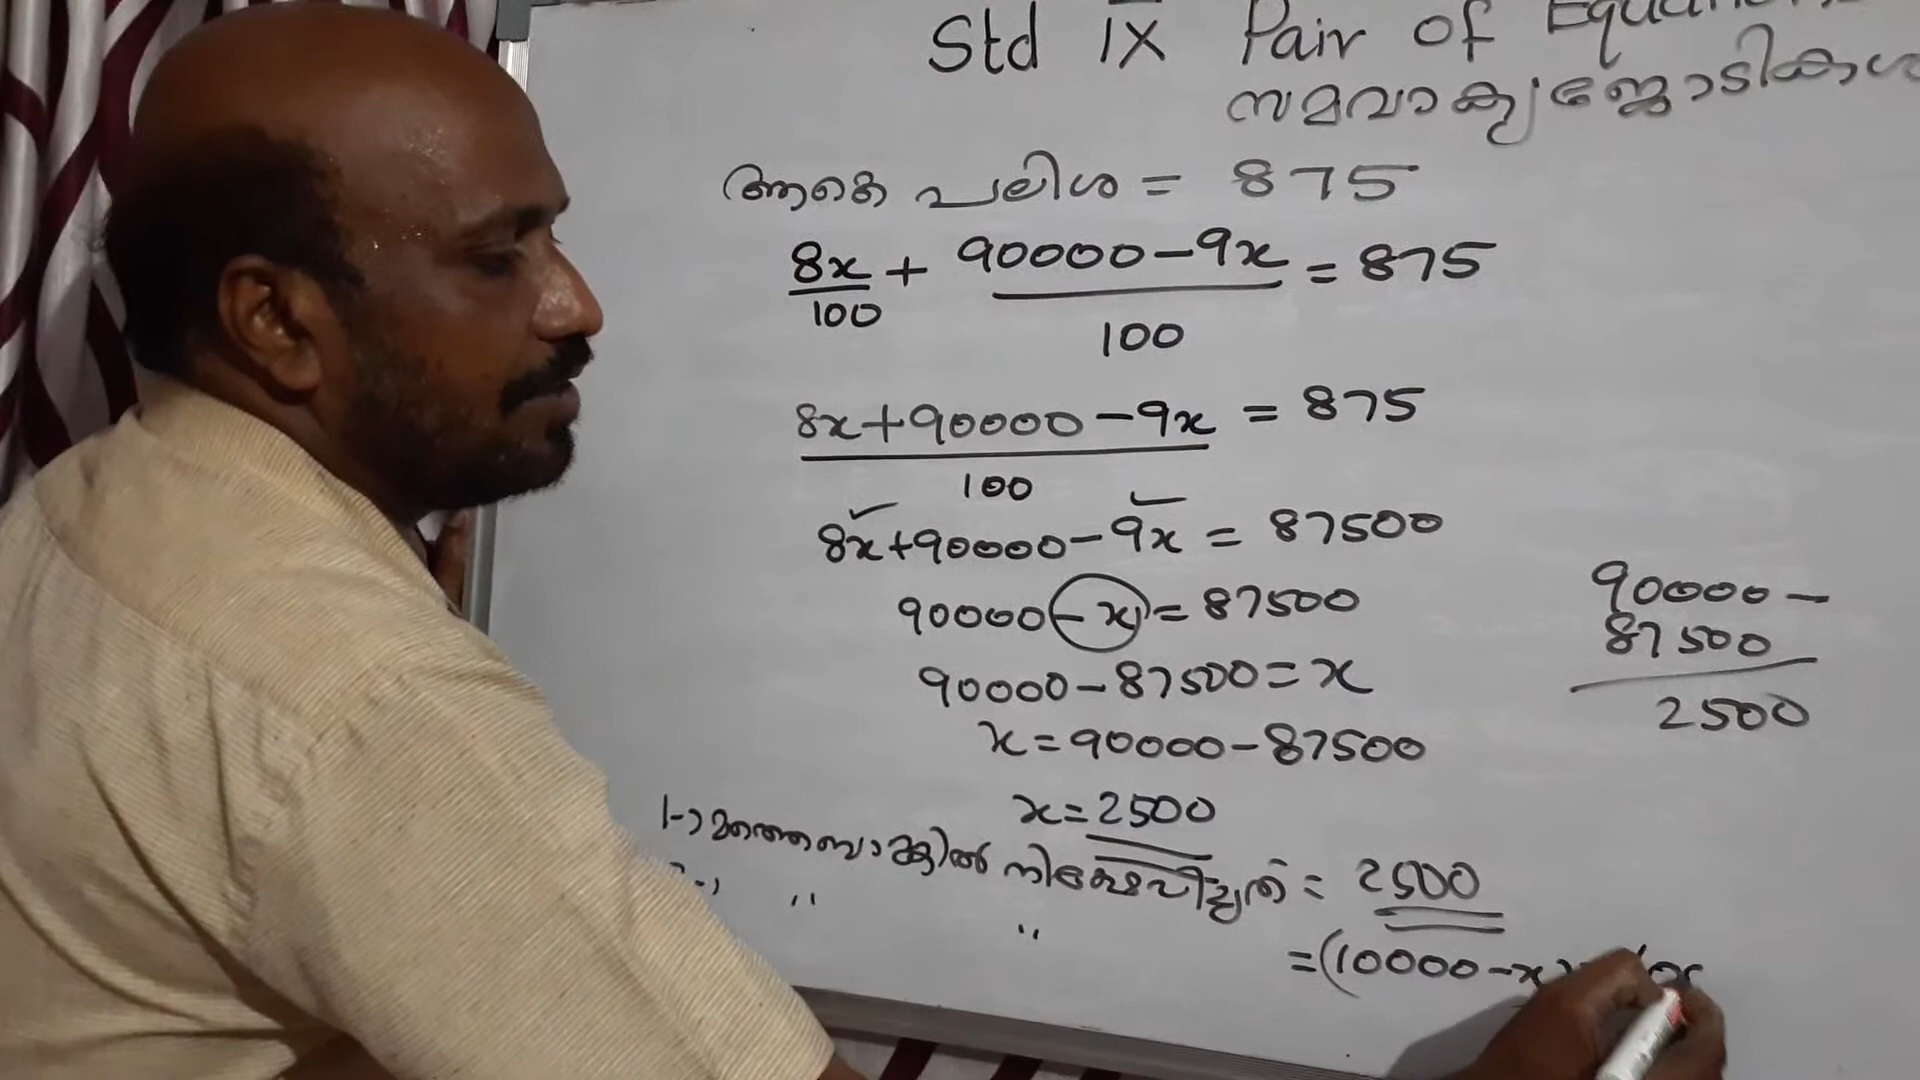 Std IX Pair of Equations
സമവാക്യജോടികൾ
ആകെ പലിശ = 875
8x/100 + 90000-9x/100 = 875
8x+90000-9x/100 = 875
8x+90000-9x = 87500
90000-x = 87500
90000-87500=x
x=90000-87500
x=2500
90000-
87500
2500
1-ാമത്തെ ബാങ്കിൽ നിക്ഷേപിച്ചത് = 2500
2-ാ " "
=(10000-x)